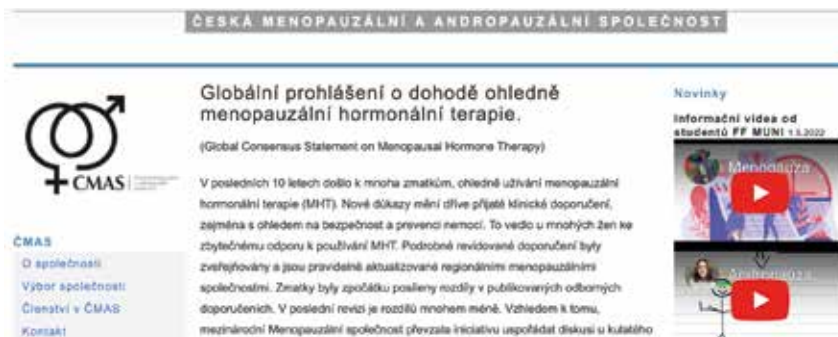 ČESKÁ MENOPAUZÁLNÍ A ANDROPAUZÁLNÍ SPOLEČNOST
Globální prohlášení o dohodě ohledně
menopauzální hormonální terapie.
(Global Consensus Statement on Menopausal Hormone Therapy)
V posledních 10 letech došlo k mnoha zmatkům, ohledně užívání menopauzální
hormonální terapie (MHT). Nové důkazy mění dříve přijaté klinické doporučení,
zejména s ohledem na bezpečnost a prevenci nemocí. To vedlo u mnohých žen ke
zbytečnému odporu k používání MHT. Podrobné revidované doporučení byly
zveřejňovány a jsou pravidelně aktualizované regionálními menopauzálními
společnostmi. Zmatky byly zpočátku posíleny rozdíly v publikovaných odborných
doporučeních. V poslední revizi je rozdílů mnohem méně. Vzhledem k tomu,
mezinárodní Menopauzální společnost převzala iniciativu uspořádat diskusi u kulatého
ČMAS
ČMAS
O společnosti
Výbor společnosti
Členství v ČMAS
Kontakt
Novinky
Informační videa od
studentů FF MUNI 1.5.2022
Menopauza
Andropauza